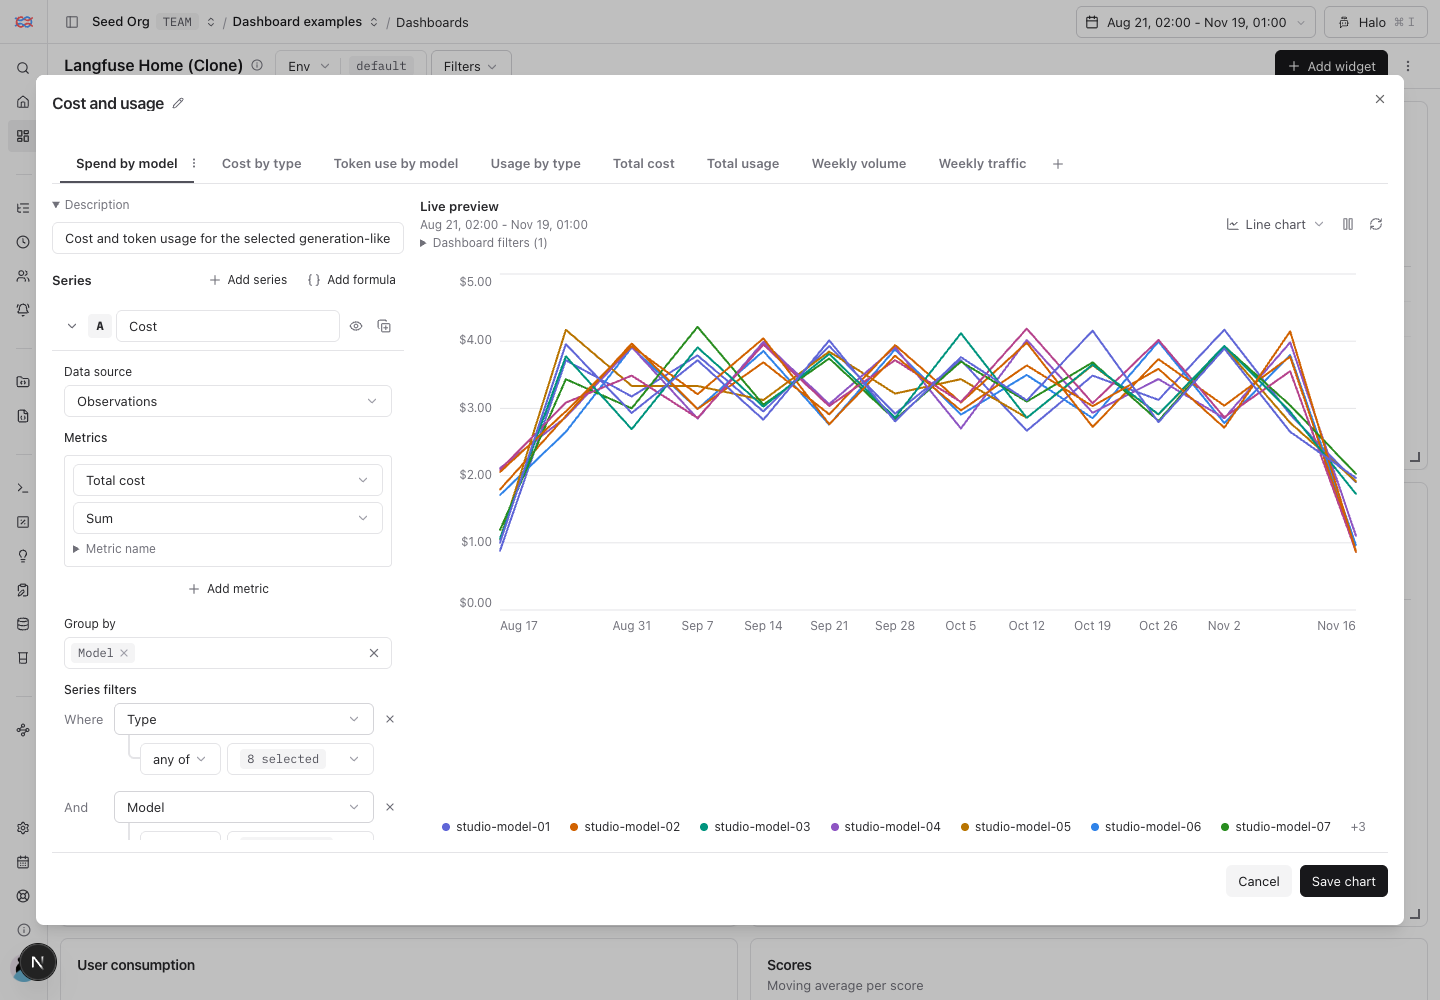 Seed Org TEAM / Dashboard examples / Dashboards
Aug 21, 02:00 - Nov 19, 01:00
Halo ⌘ I
Langfuse Home (Clone)
Env default
Filters
Add widget
Cost and usage
Spend by model
Cost by type
Token use by model
Usage by type
Total cost
Total usage
Weekly volume
Weekly traffic
Description
Cost and token usage for the selected generation-like
Series
Add series
{ } Add formula
A
Cost
Data source
Observations
Metrics
Total cost
Sum
Metric name
Add metric
Group by
Model
Series filters
Where
Type
any of
8 selected
And
Model
Live preview
Aug 21, 02:00 - Nov 19, 01:00
Dashboard filters (1)
Line chart
$5.00
$4.00
$3.00
$2.00
$1.00
$0.00
Aug 17
Aug 31
Sep 7
Sep 14
Sep 21
Sep 28
Oct 5
Oct 12
Oct 19
Oct 26
Nov 2
Nov 16
studio-model-01
studio-model-02
studio-model-03
studio-model-04
studio-model-05
studio-model-06
studio-model-07
+3
Cancel
Save chart
N
User consumption
Scores
Moving average per score